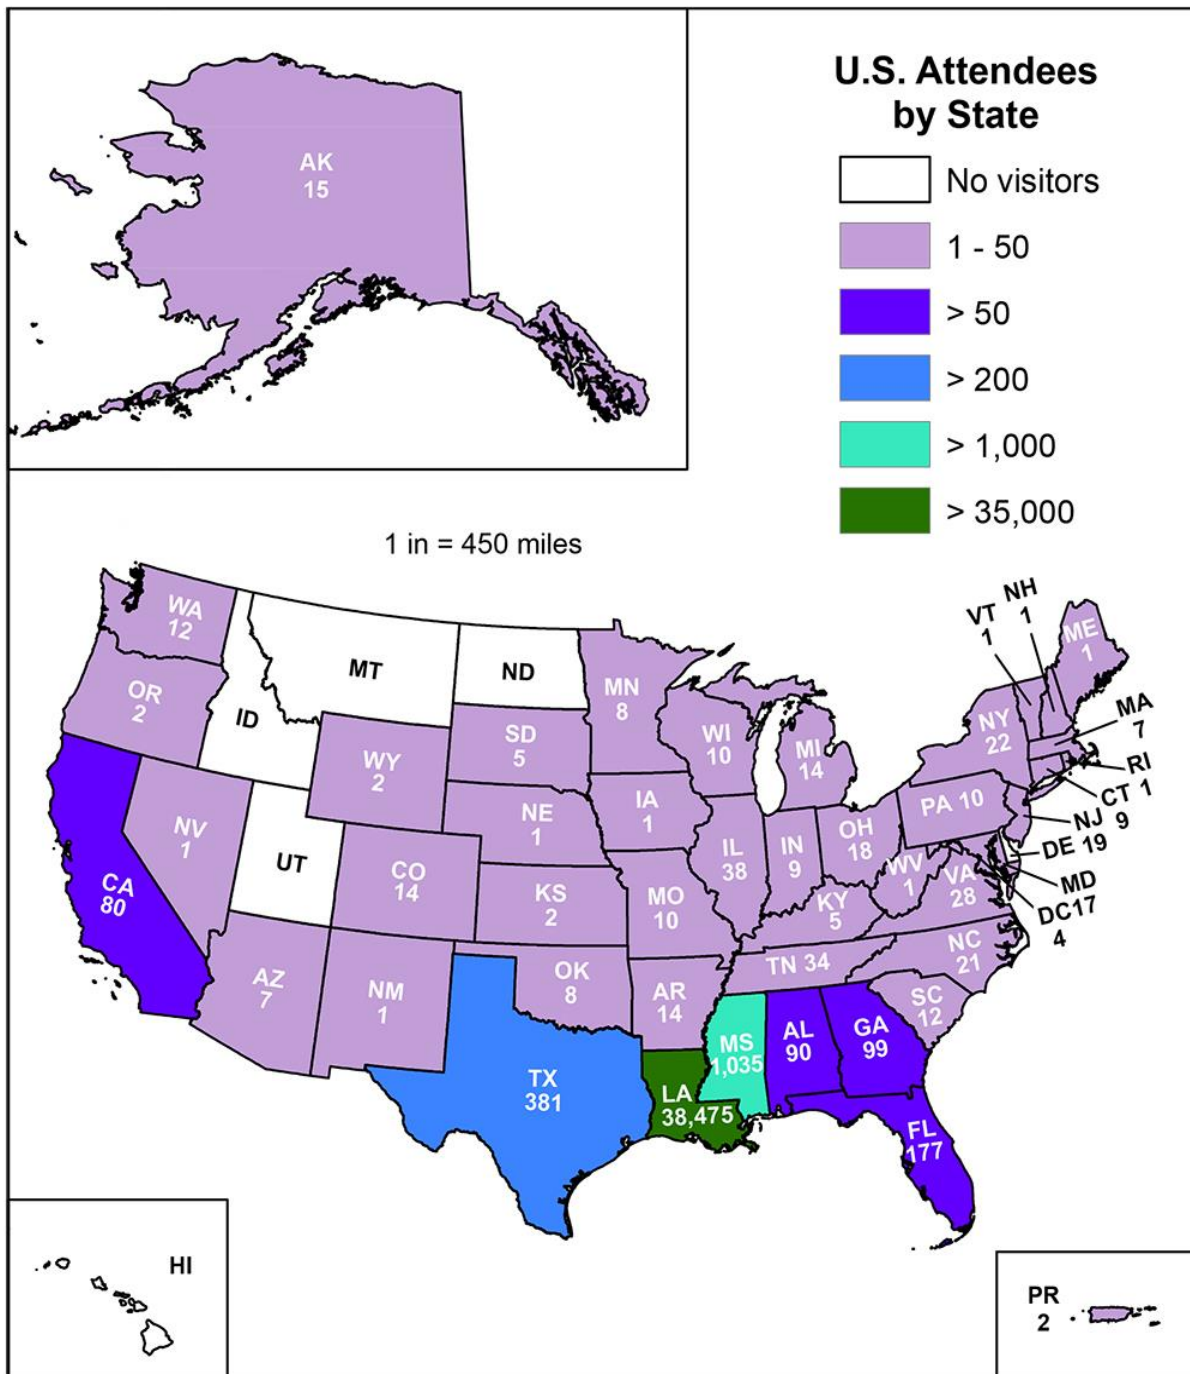 U.S. Attendees
by State
No visitors
1 - 50
> 50
> 200
> 1,000
> 35,000
AK
15
1 in = 450 miles
WA
12
OR
2
ID
MT
ND
MN
8
SD
5
WY
2
WI
10
MI
14
NY
22
VT
1
NH
1
ME
1
MA
7
RI
CT 1
NJ 9
DE 19
MD
DC17
4
PA 10
NE
1
IA
1
NV
1
UT
CO
14
CA
80
KS
2
MO
10
IL
38
IN
9
OH
18
WV
1
VA
28
KY
5
NC
21
TN 34
SC
12
AZ
7
NM
1
OK
8
AR
14
MS
1,035
AL
90
GA
99
TX
381
LA
38,475
FL
177
HI
PR
2